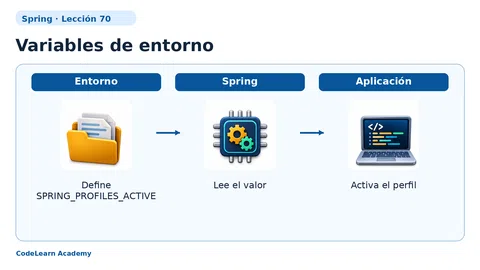 Spring · Lección 70
Variables de entorno
Entorno
Spring
Aplicación
</>
Define
SPRING_PROFILES_ACTIVE
Lee el valor
Activa el perfil
CodeLearn Academy